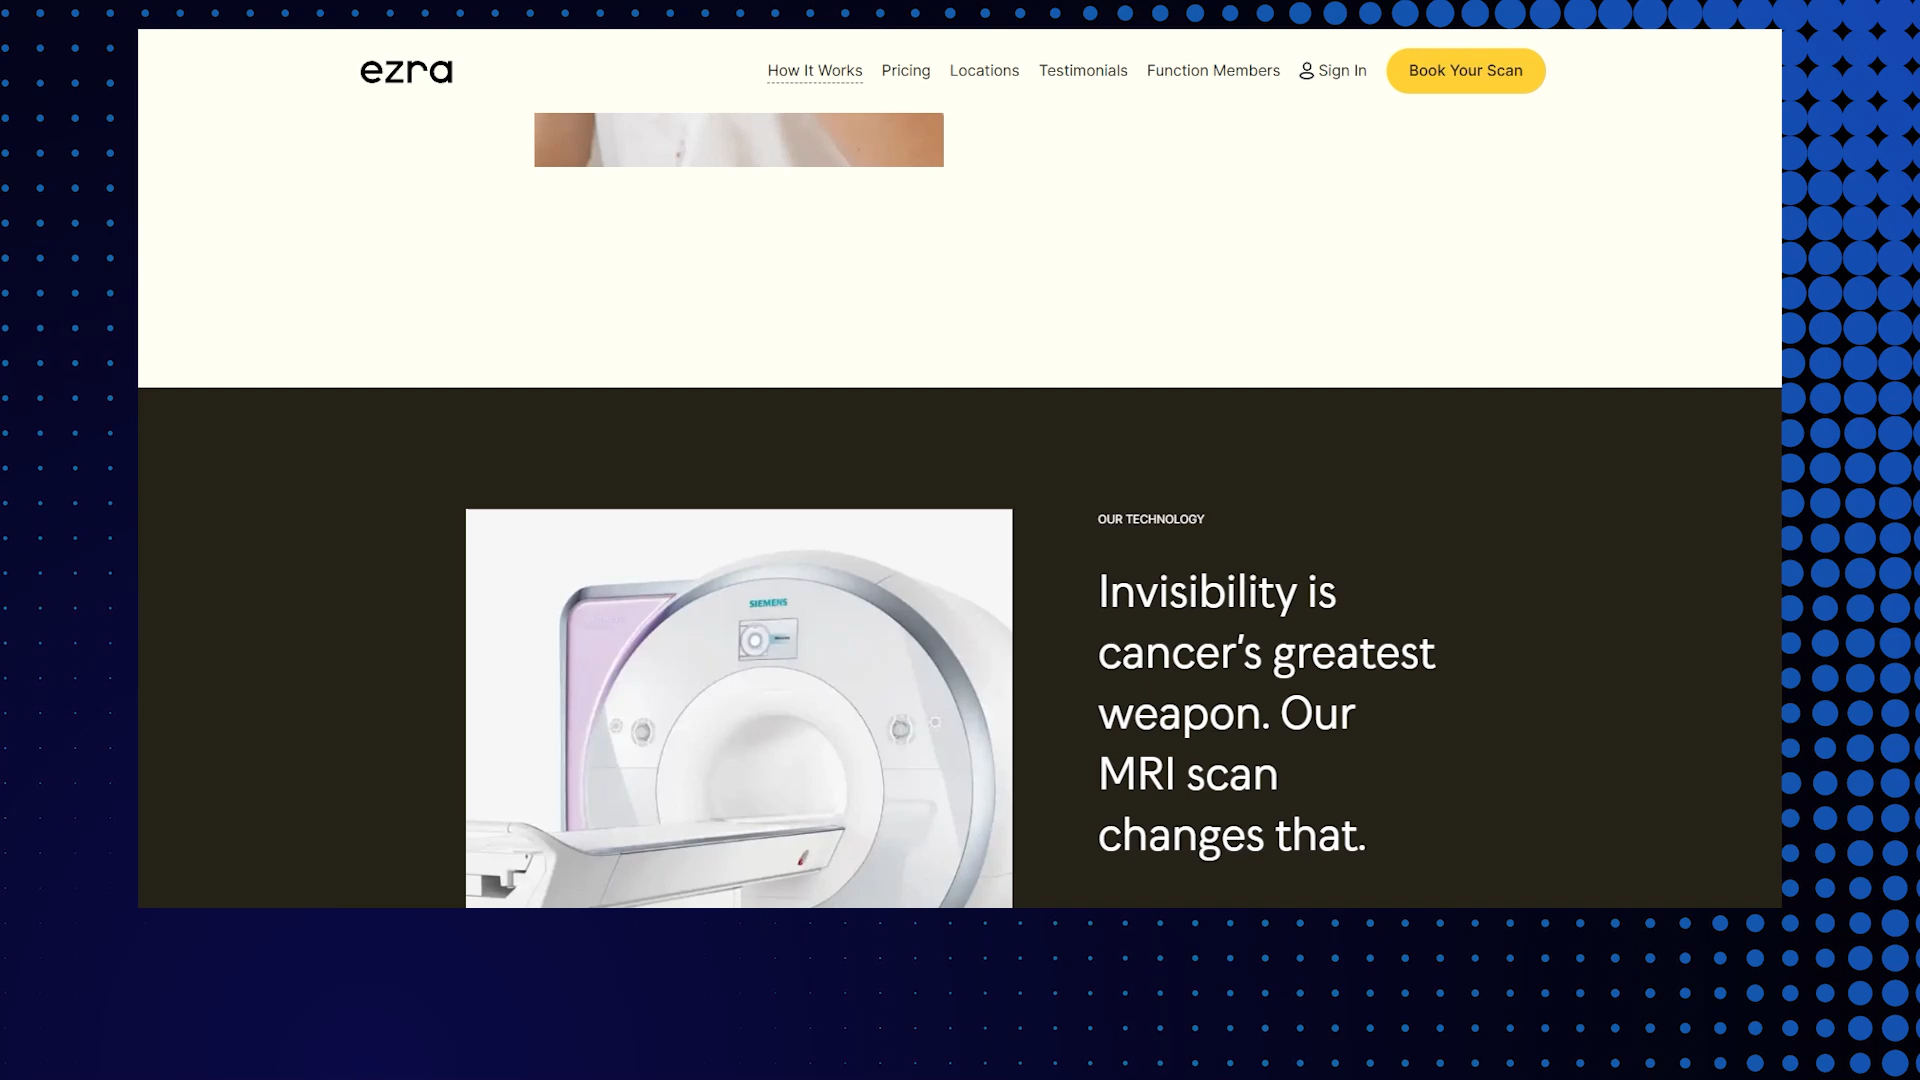 ezra
How It Works Pricing Locations Testimonials Function Members Sign In Book Your Scan
SIEMENS
OUR TECHNOLOGY
Invisibility is
cancer's greatest
weapon. Our
MRI scan
changes that.